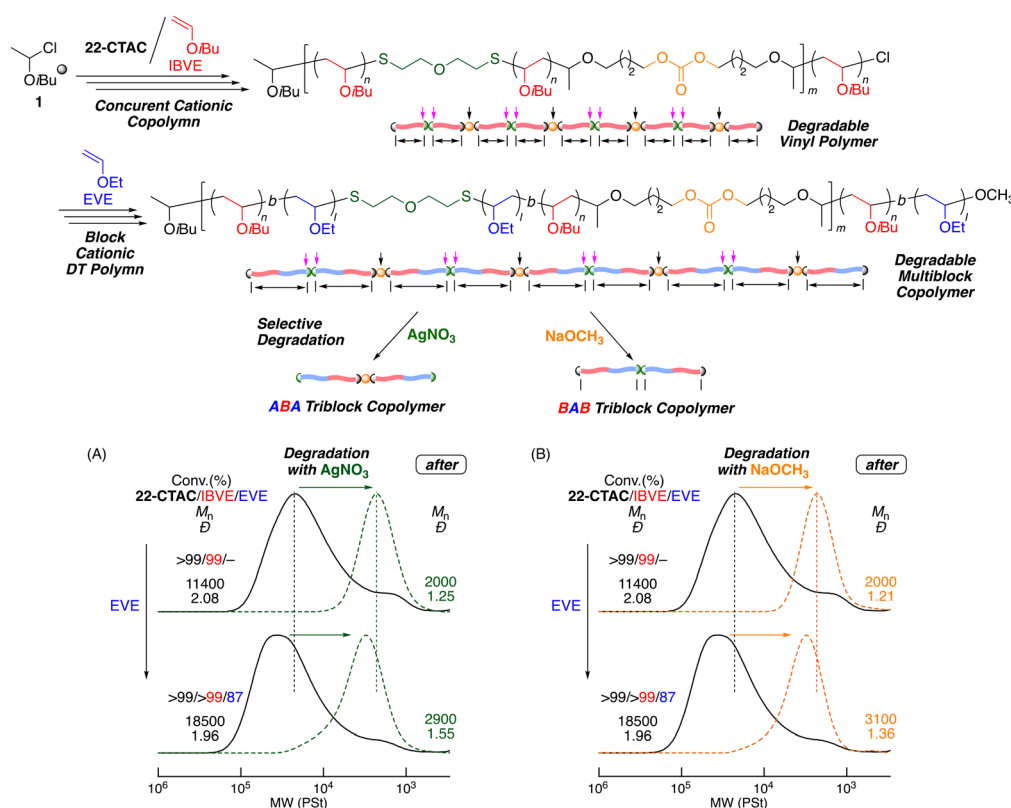 Cl
OiBu
1
22-CTAC
OiBu
IBVE
Concurent Cationic
Copolymn
OiBu
n
OiBu
S
O
S
n
OiBu
O
2
O
O
O
2
O
m
n
OiBu
Cl
Degradable
Vinyl Polymer
OEt
EVE
Block
Cationic
DT Polymn
OiBu
n
OiBu
b
l
OEt
S
O
S
l
OEt
b
n
OiBu
O
2
O
O
O
2
O
m
n
OiBu
b
l
OEt
OCH3
Degradable
Multiblock
Copolymer
Selective
Degradation
AgNO3
NaOCH3
ABA Triblock Copolymer
BAB Triblock Copolymer
(A)
Degradation
with AgNO3
after
Conv.(%)
22-CTAC/IBVE/EVE
Mn
Đ
Mn
Đ
>99/99/–
11400
2.08
2000
1.25
EVE
>99/>99/87
18500
1.96
2900
1.55
10^6
10^5
10^4
10^3
MW (PSt)
(B)
Degradation
with NaOCH3
after
Conv.(%)
22-CTAC/IBVE/EVE
Mn
Đ
Mn
Đ
>99/99/–
11400
2.08
2000
1.21
EVE
>99/>99/87
18500
1.96
3100
1.36
10^6
10^5
10^4
10^3
MW (PSt)